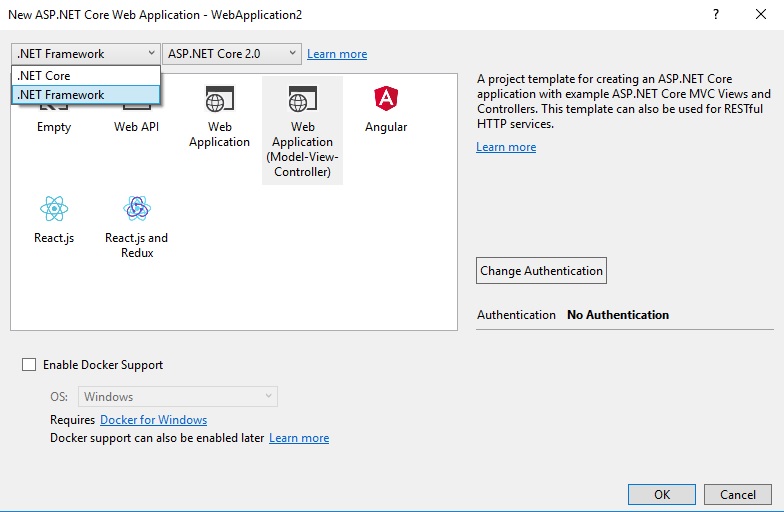 New ASP.NET Core Web Application - WebApplication2
.NET Framework
ASP.NET Core 2.0
Learn more
.NET Core
.NET Framework
Empty
Web API
Web
Application
Web
Application
(Model-View-
Controller)
Angular
React.js
React.js and
Redux
A project template for creating an ASP.NET Core
application with example ASP.NET Core MVC Views and
Controllers. This template can also be used for RESTful
HTTP services.
Learn more
Change Authentication
Authentication No Authentication
Enable Docker Support
OS: Windows
Requires Docker for Windows
Docker support can also be enabled later Learn more
OK
Cancel